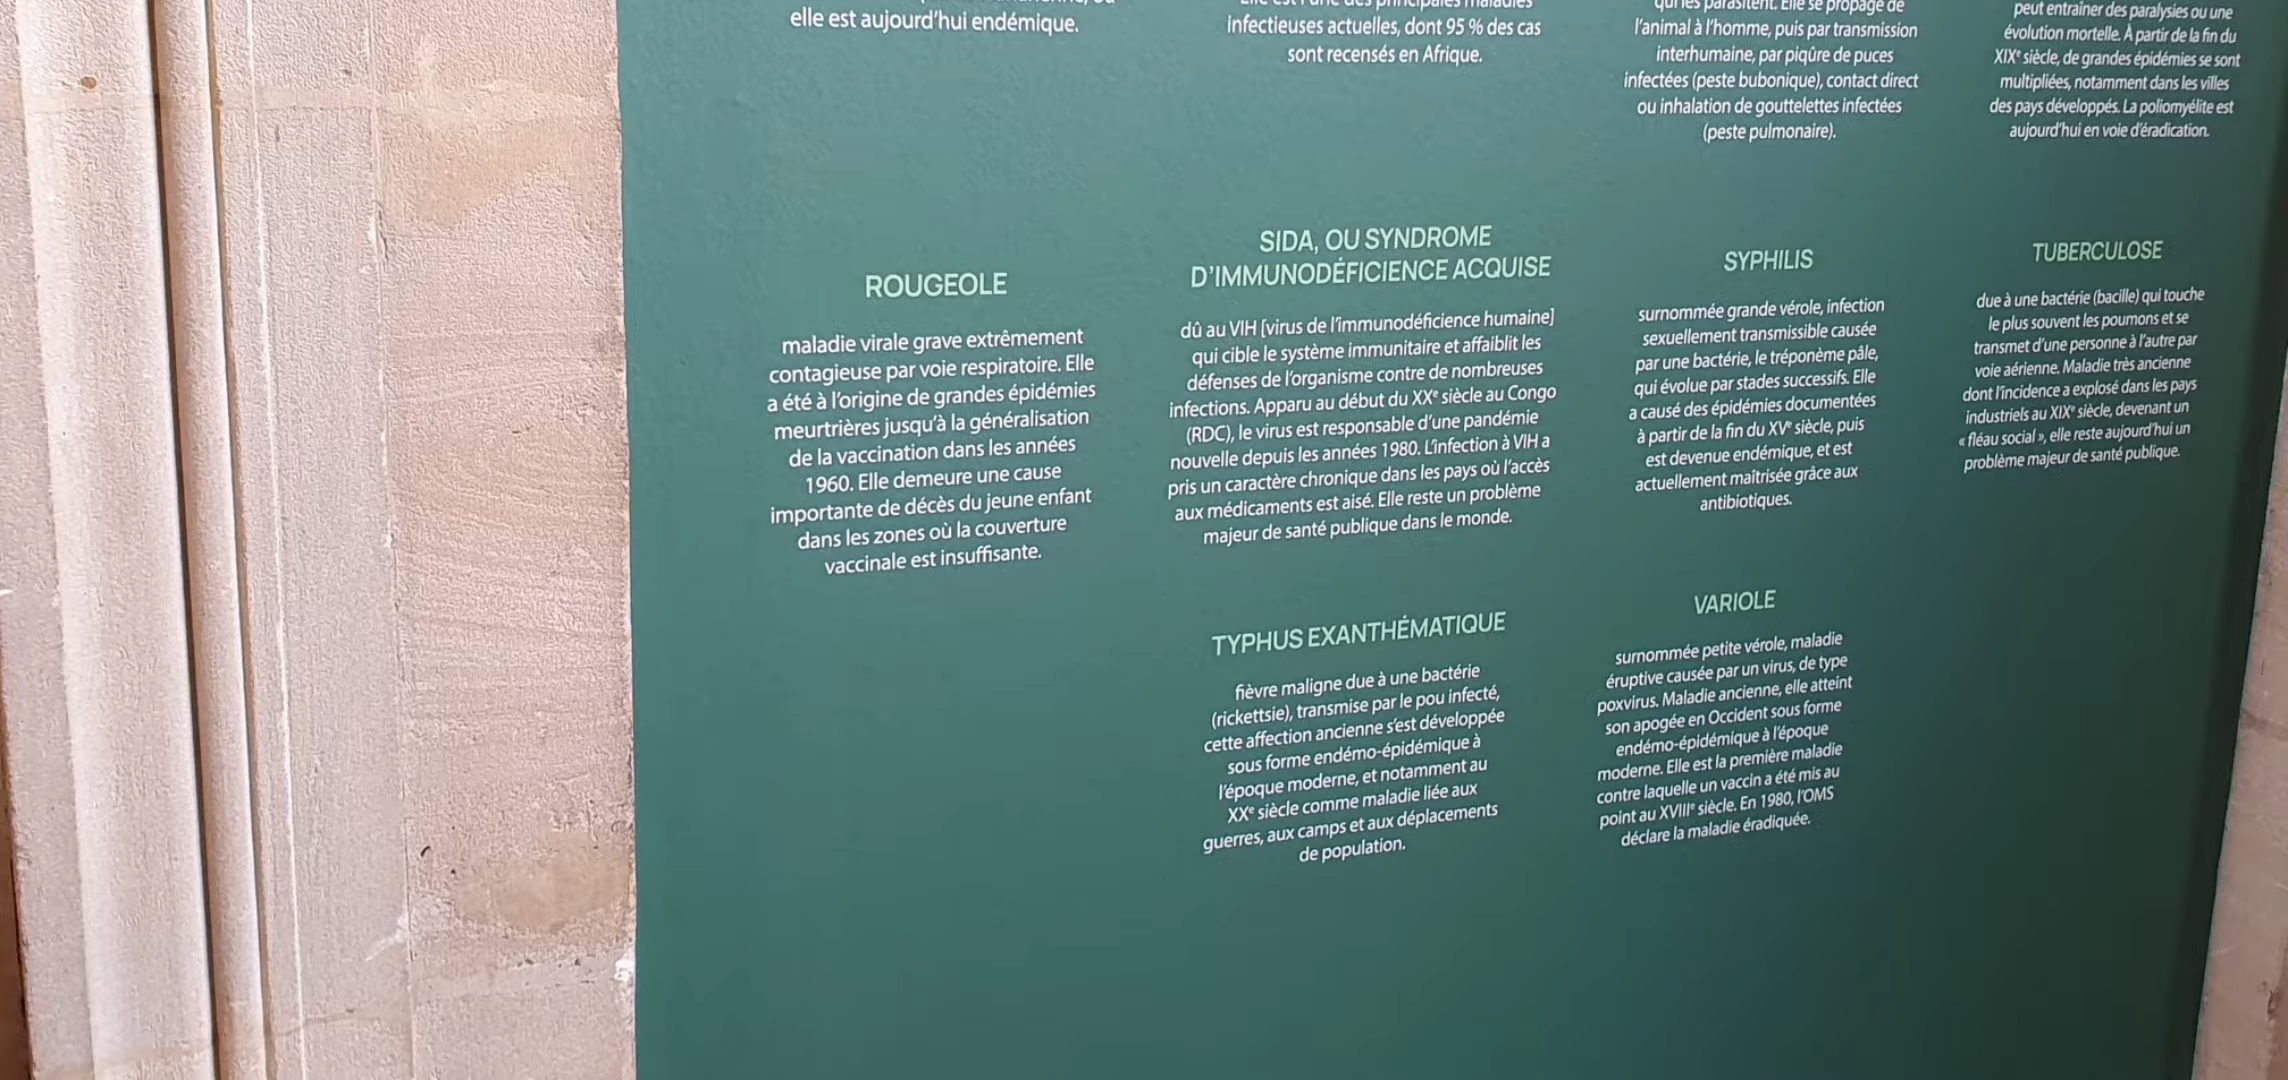 elle est aujourd'hui endémique.
infectieuses actuelles, dont 95 % des cas
sont recensés en Afrique.
qui les parasitent. Elle se propage de
l'animal à l'homme, puis par transmission
interhumaine, par piqûre de puces
infectées (peste bubonique), contact direct
ou inhalation de gouttelettes infectées
(peste pulmonaire).
peut entraîner des paralysies ou une
évolution mortelle. À partir de la fin du
XIXe siècle, de grandes épidémies se sont
multipliées, notamment dans les villes
des pays développés. La poliomyélite est
aujourd'hui en voie d'éradication.
ROUGEOLE
maladie virale grave extrêmement
contagieuse par voie respiratoire. Elle
a été à l'origine de grandes épidémies
meurtrières jusqu'à la généralisation
de la vaccination dans les années
1960. Elle demeure une cause
importante de décès du jeune enfant
dans les zones où la couverture
vaccinale est insuffisante.
SIDA, OU SYNDROME
D'IMMUNODÉFICIENCE ACQUISE
dû au VIH [virus de l'immunodéficience humaine]
qui cible le système immunitaire et affaiblit les
défenses de l'organisme contre de nombreuses
infections. Apparu au début du XXe siècle au Congo
(RDC), le virus est responsable d'une pandémie
nouvelle depuis les années 1980. L'infection à VIH a
pris un caractère chronique dans les pays où l'accès
aux médicaments est aisé. Elle reste un problème
majeur de santé publique dans le monde.
SYPHILIS
surnommée grande vérole, infection
sexuellement transmissible causée
par une bactérie, le tréponème pâle,
qui évolue par stades successifs. Elle
a causé des épidémies documentées
à partir de la fin du XVe siècle, puis
est devenue endémique, et est
actuellement maîtrisée grâce aux
antibiotiques.
TUBERCULOSE
due à une bactérie (bacille) qui touche
le plus souvent les poumons et se
transmet d'une personne à l'autre par
voie aérienne. Maladie très ancienne
dont l'incidence a explosé dans les pays
industriels au XIXe siècle, devenant un
« fléau social », elle reste aujourd'hui un
problème majeur de santé publique.
TYPHUS EXANTHÉMATIQUE
fièvre maligne due à une bactérie
(rickettsie), transmise par le pou infecté,
cette affection ancienne s'est développée
sous forme endémo-épidémique à
l'époque moderne, et notamment au
XXe siècle comme maladie liée aux
guerres, aux camps et aux déplacements
de population.
VARIOLE
surnommée petite vérole, maladie
éruptive causée par un virus, de type
poxvirus. Maladie ancienne, elle atteint
son apogée en Occident sous forme
endémo-épidémique à l'époque
moderne. Elle est la première maladie
contre laquelle un vaccin a été mis au
point au XVIIIe siècle. En 1980, l'OMS
déclare la maladie éradiquée.